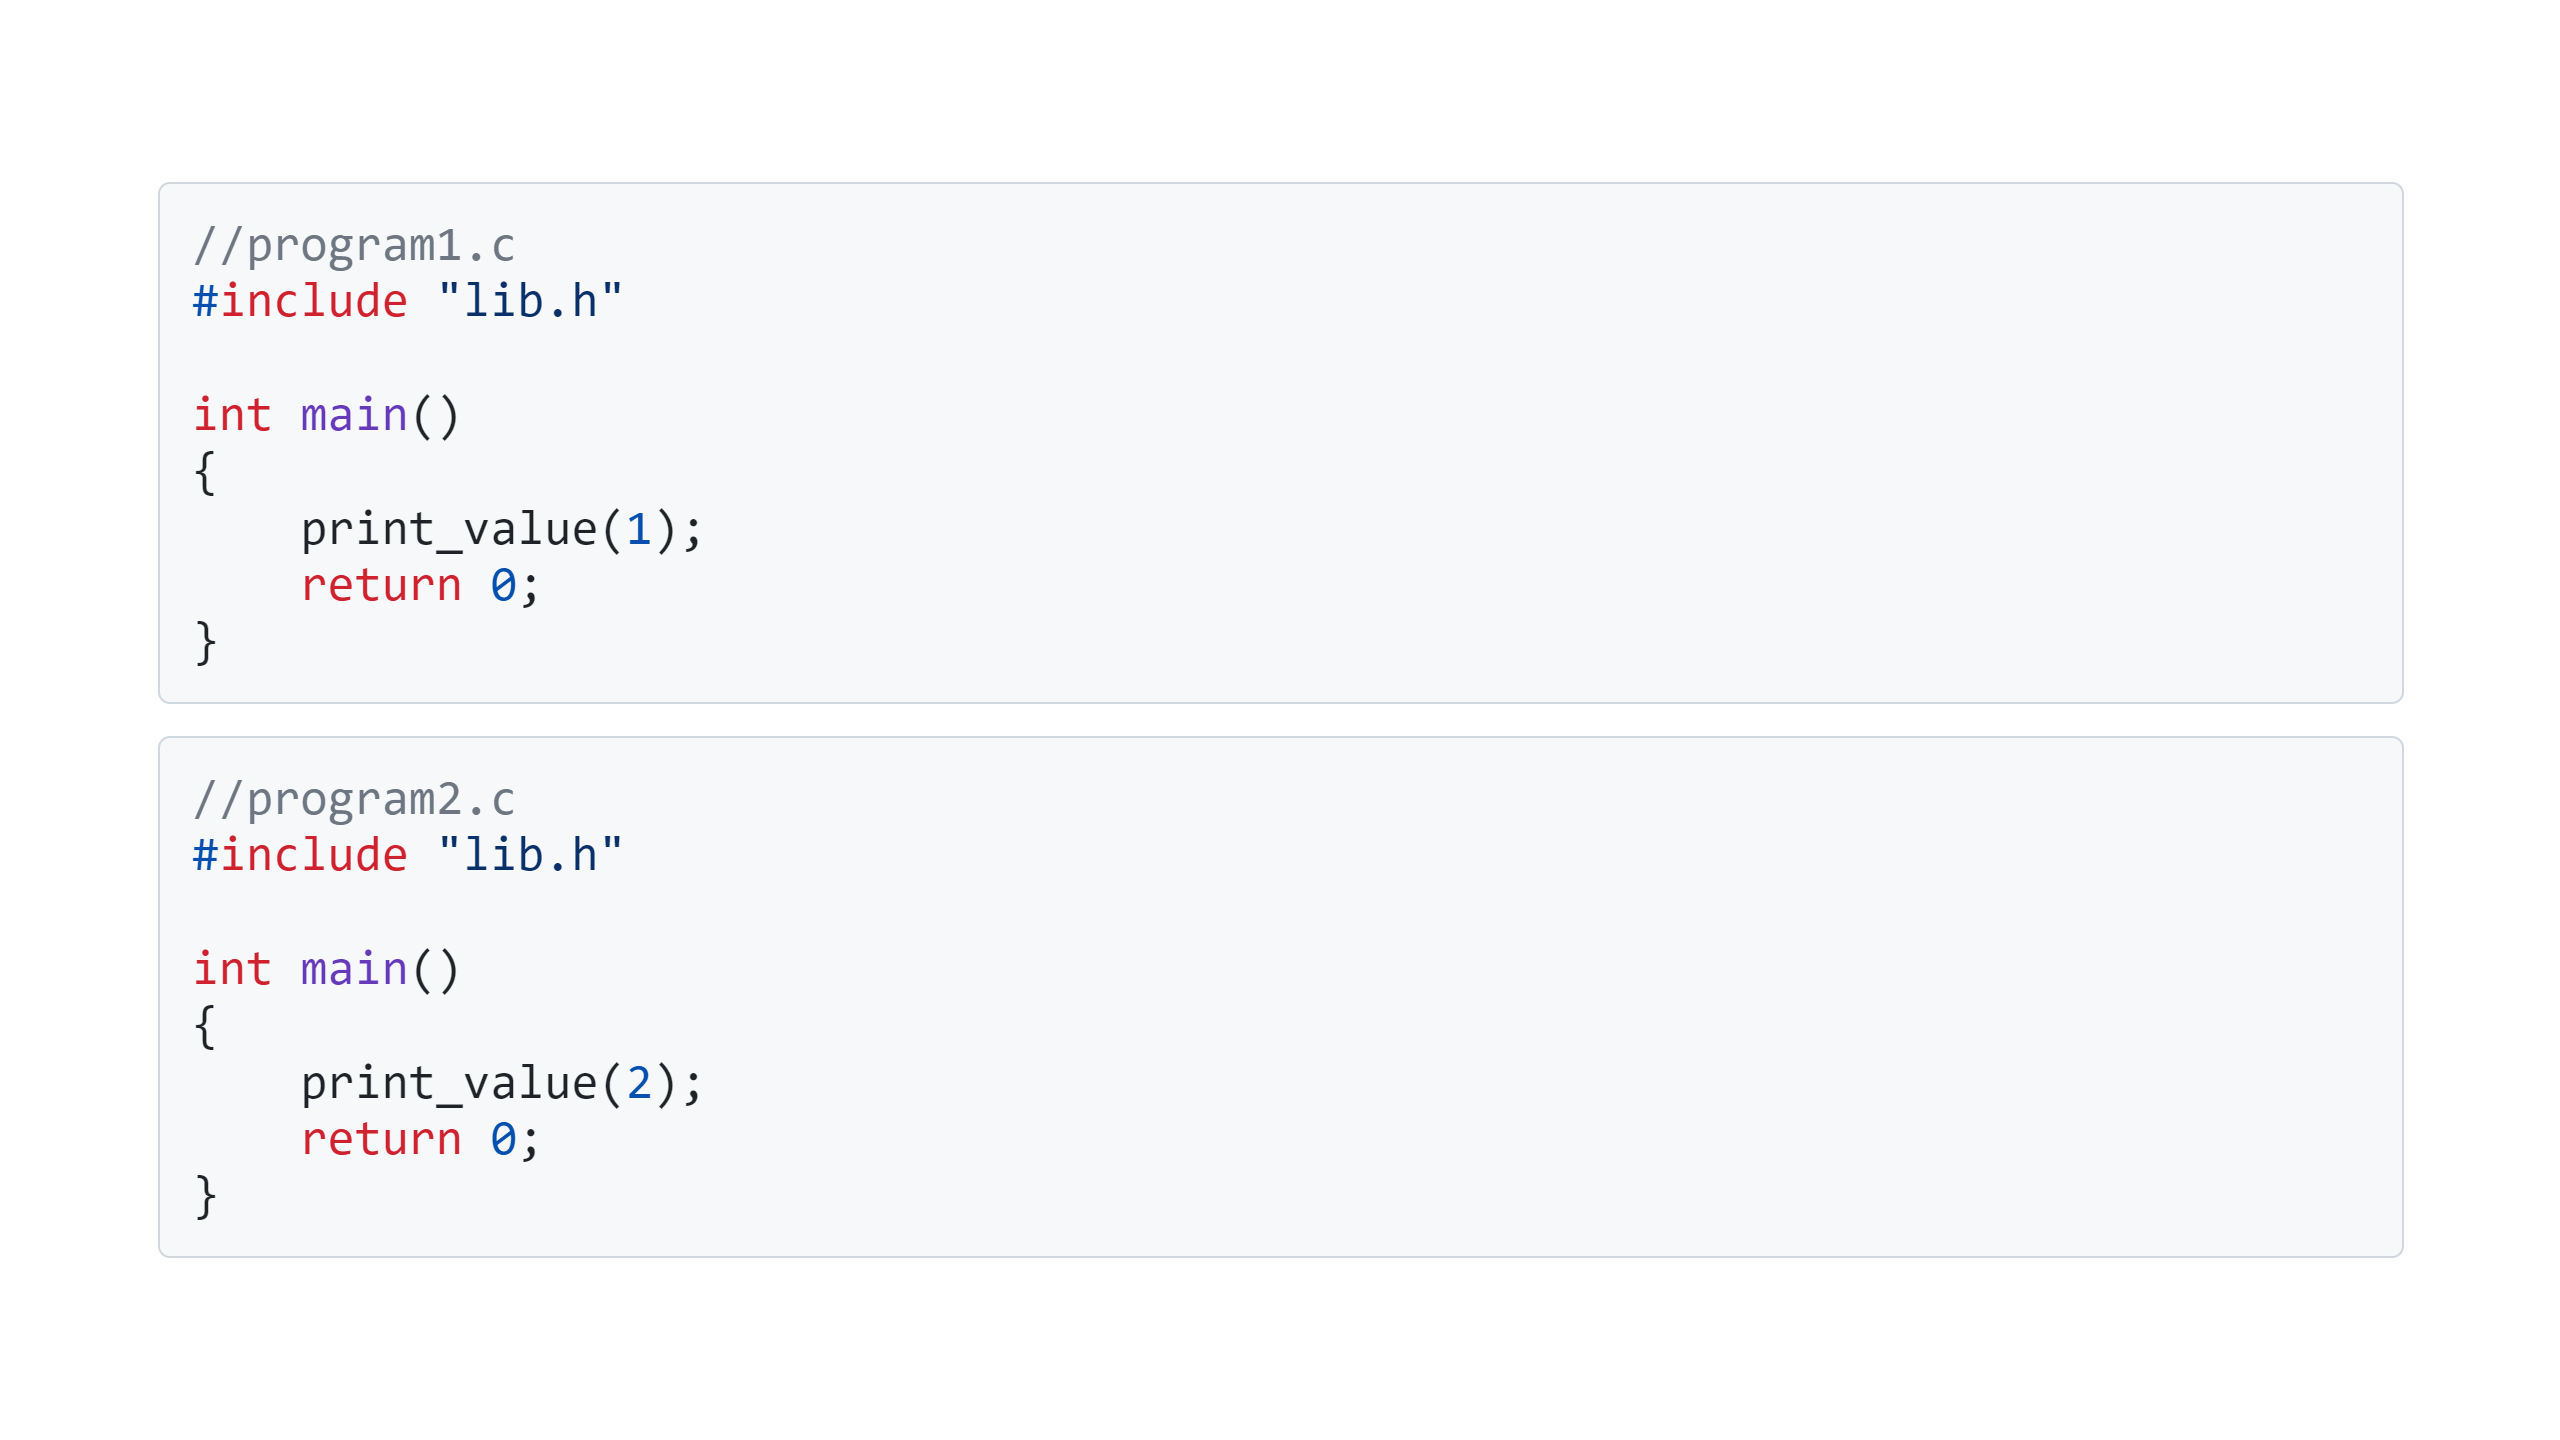 //program1.c
#include "lib.h"
int main()
{
    print_value(1);
    return 0;
}
//program2.c
#include "lib.h"
int main()
{
    print_value(2);
    return 0;
}